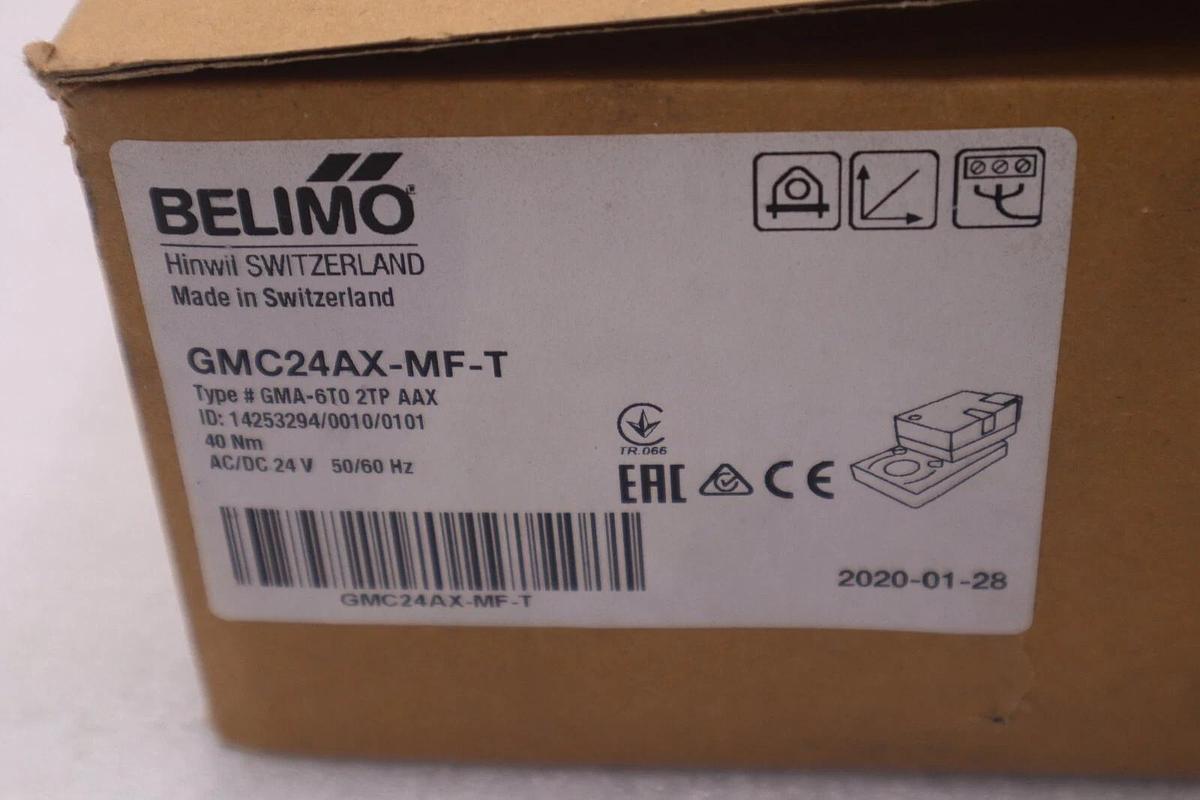 BELIMO
Hinwil SWITZERLAND
Made in Switzerland
GMC24AX-MF-T
Type # GMA-6T0 2TP AAX
ID: 14253294/0010/0101
40 Nm
AC/DC 24 V 50/60 Hz
TR.066
EAC CE
GMC24AX-MF-T
2020-01-28